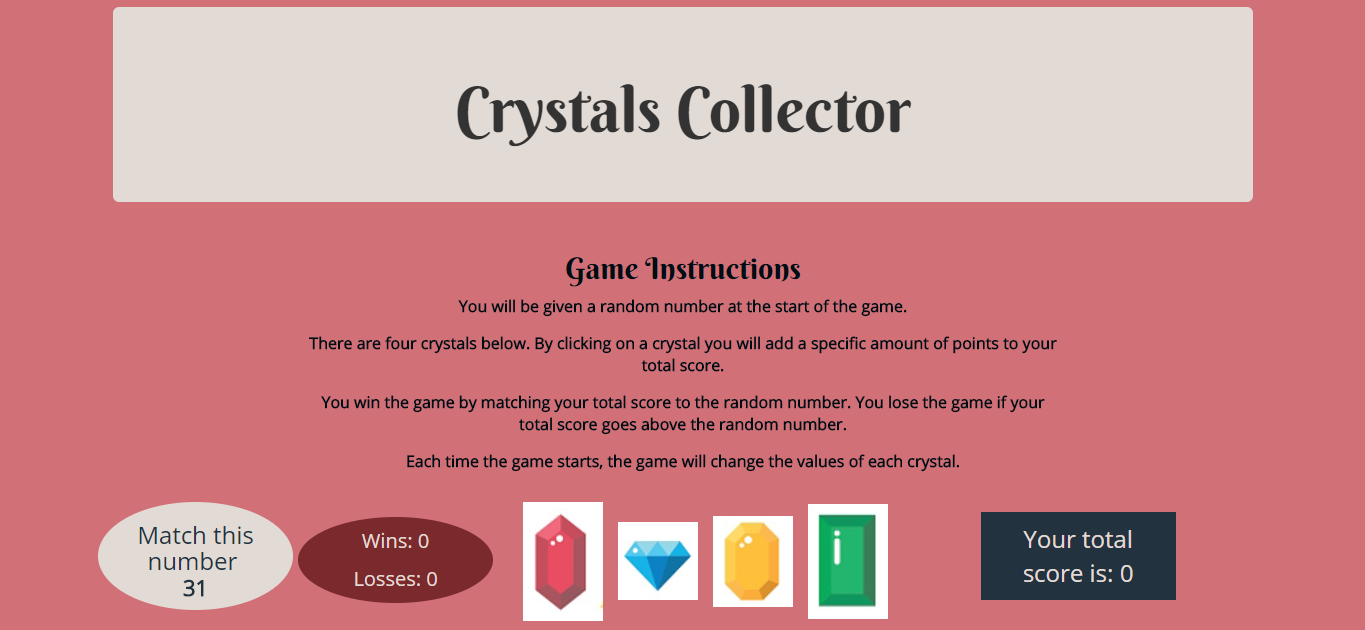 Crystals Collector
Game Instructions
You will be given a random number at the start of the game.
There are four crystals below. By clicking on a crystal you will add a specific amount of points to your
total score.
You win the game by matching your total score to the random number. You lose the game if your
total score goes above the random number.
Each time the game starts, the game will change the values of each crystal.
Match this
number
31
Wins: 0
Losses: 0
Your total
score is: 0